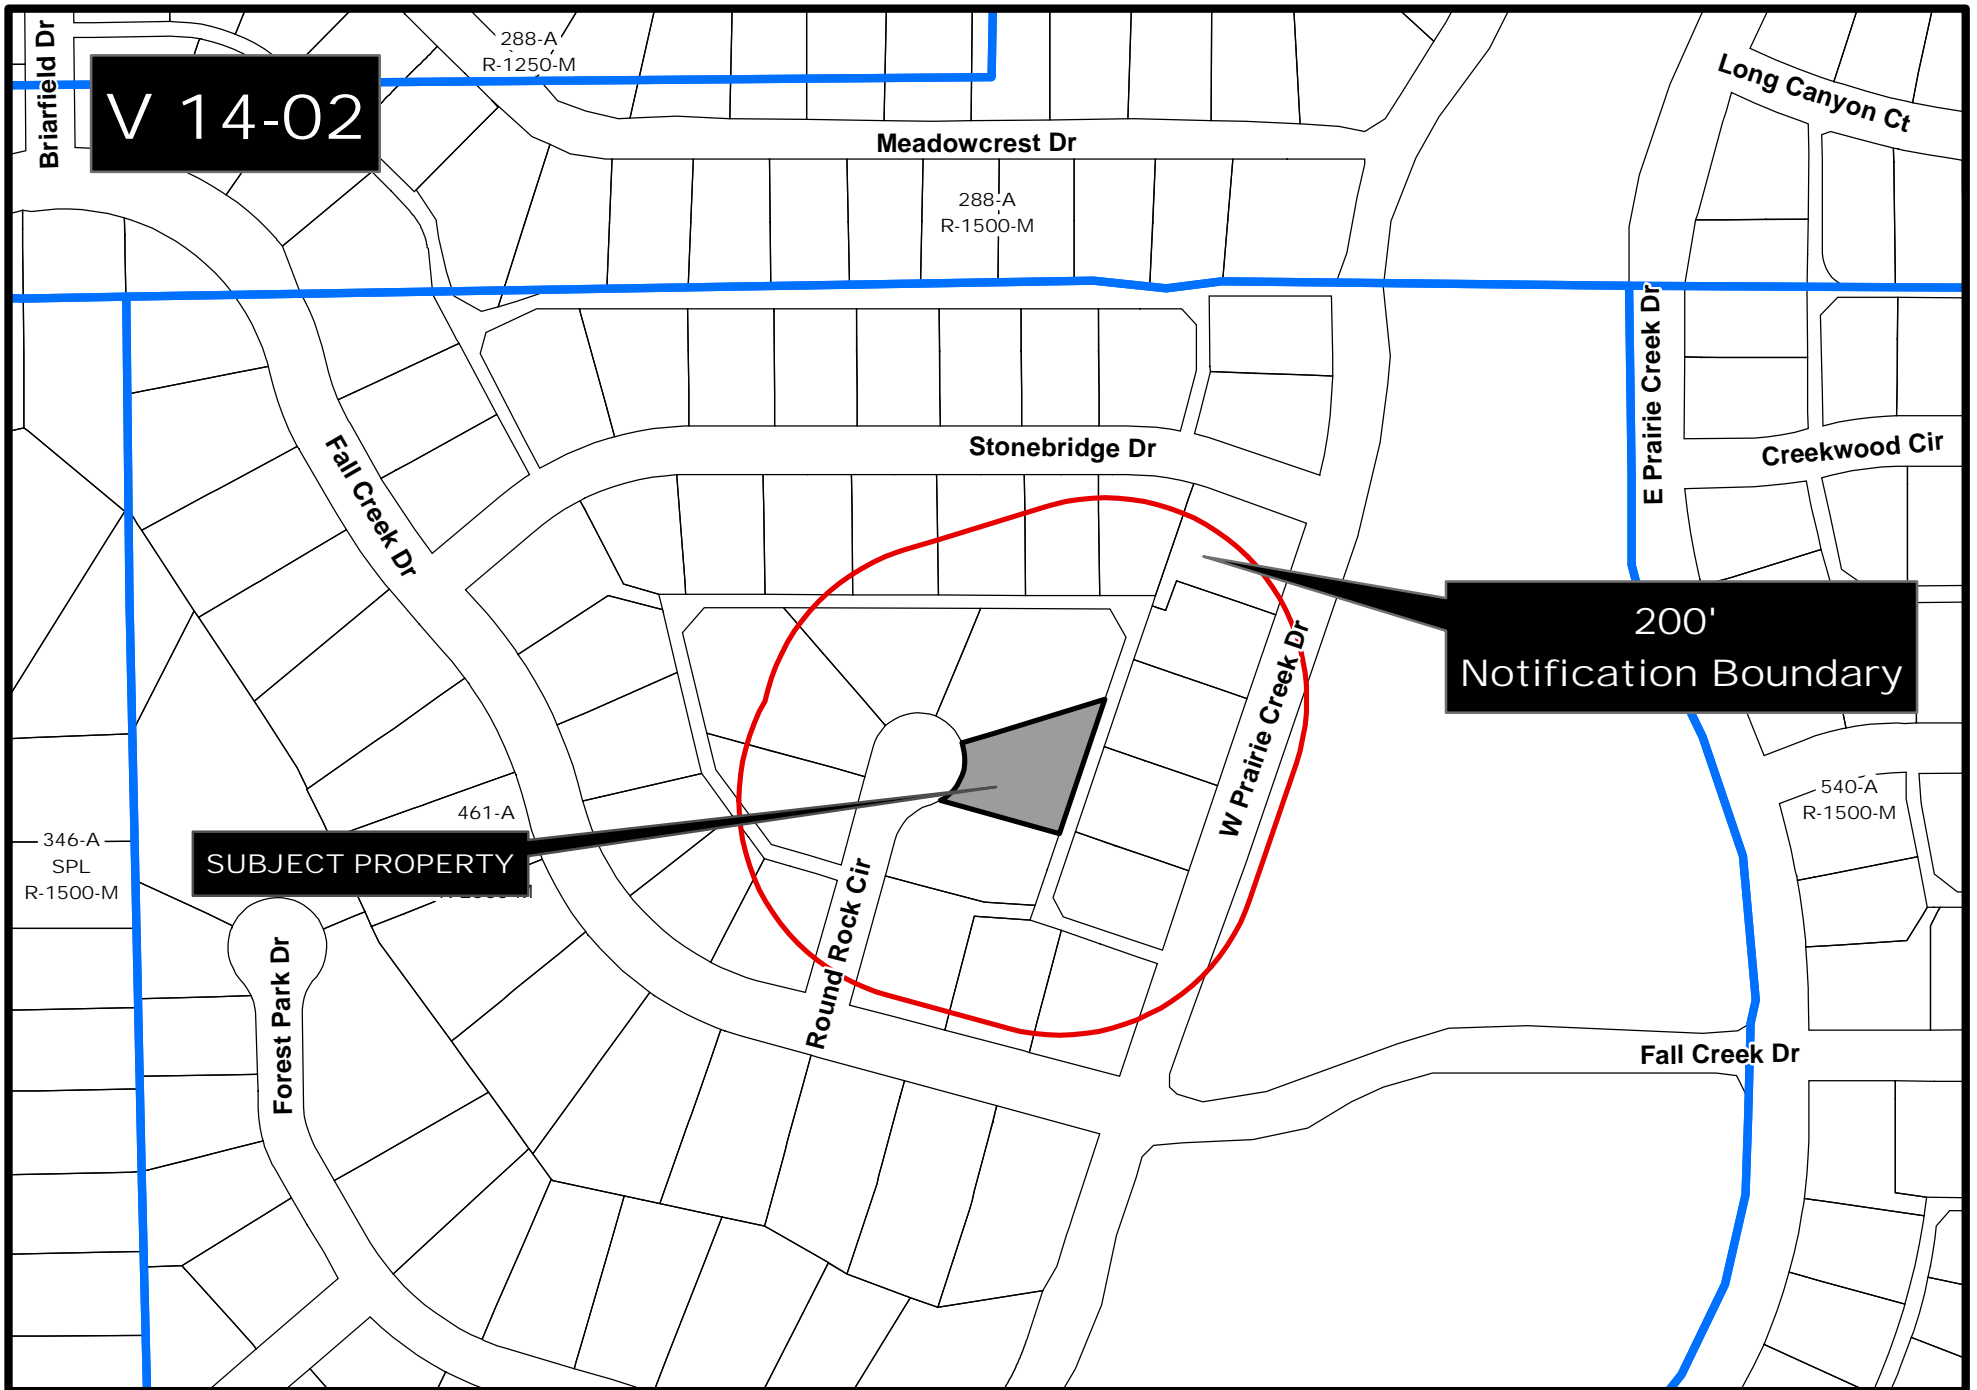 288-A
R-1250-M
Briarfield Dr
V 14-02
Long Canyon Ct
Meadowcrest Dr
288-A
R-1500-M
E Prairie Creek Dr
Stonebridge Dr
Creekwood Cir
Fall Creek Dr
200'
Notification Boundary
W Prairie Creek Dr
461-A
540-A
R-1500-M
346-A
SPL
R-1500-M
SUBJECT PROPERTY
Round Rock Cir
Forest Park Dr
Fall Creek Dr